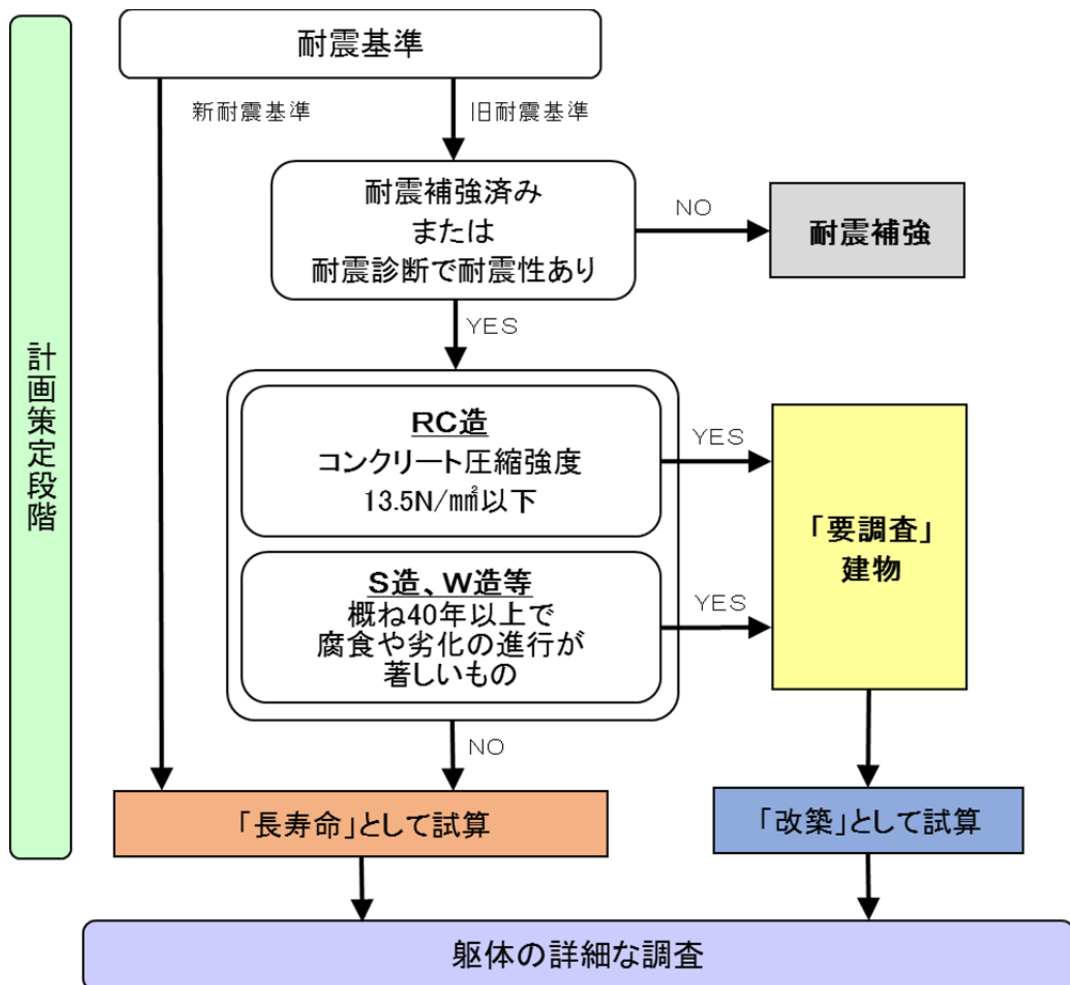 計画策定段階
耐震基準
新耐震基準
旧耐震基準
耐震補強済み
または
耐震診断で耐震性あり
NO
耐震補強
YES
RC造
コンクリート圧縮強度
13.5N/㎟以下
YES
S造、W造等
概ね40年以上で
腐食や劣化の進行が
著しいもの
YES
「要調査」
建物
NO
「長寿命」として試算
「改築」として試算
躯体の詳細な調査